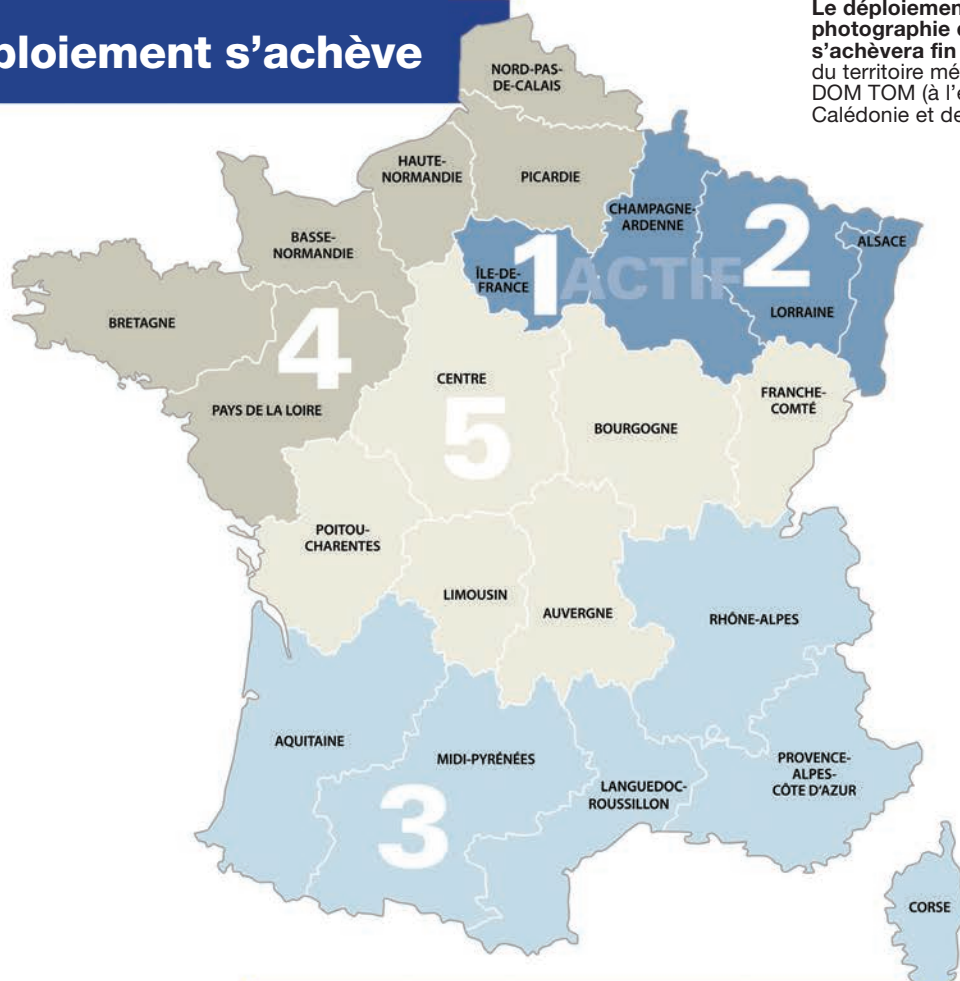 ploiement s’achève
Le déploiemen
photographie
s’achèvera fin
du territoire mé
DOM TOM (à l’
Calédonie et de
NORD-PAS-
DE-CALAIS
HAUTE-
NORMANDIE
PICARDIE
CHAMPAGNE-
ARDENNE
BASSE-
NORMANDIE
ÎLE-DE-
FRANCE
1
ACTIF
2
ALSACE
LORRAINE
BRETAGNE
4
PAYS DE LA LOIRE
CENTRE
5
BOURGOGNE
FRANCHE-
COMTÉ
POITOU-
CHARENTES
LIMOUSIN
AUVERGNE
RHÔNE-ALPES
AQUITAINE
MIDI-PYRÉNÉES
3
LANGUEDOC-
ROUSSILLON
PROVENCE-
ALPES-
CÔTE D’AZUR
CORSE